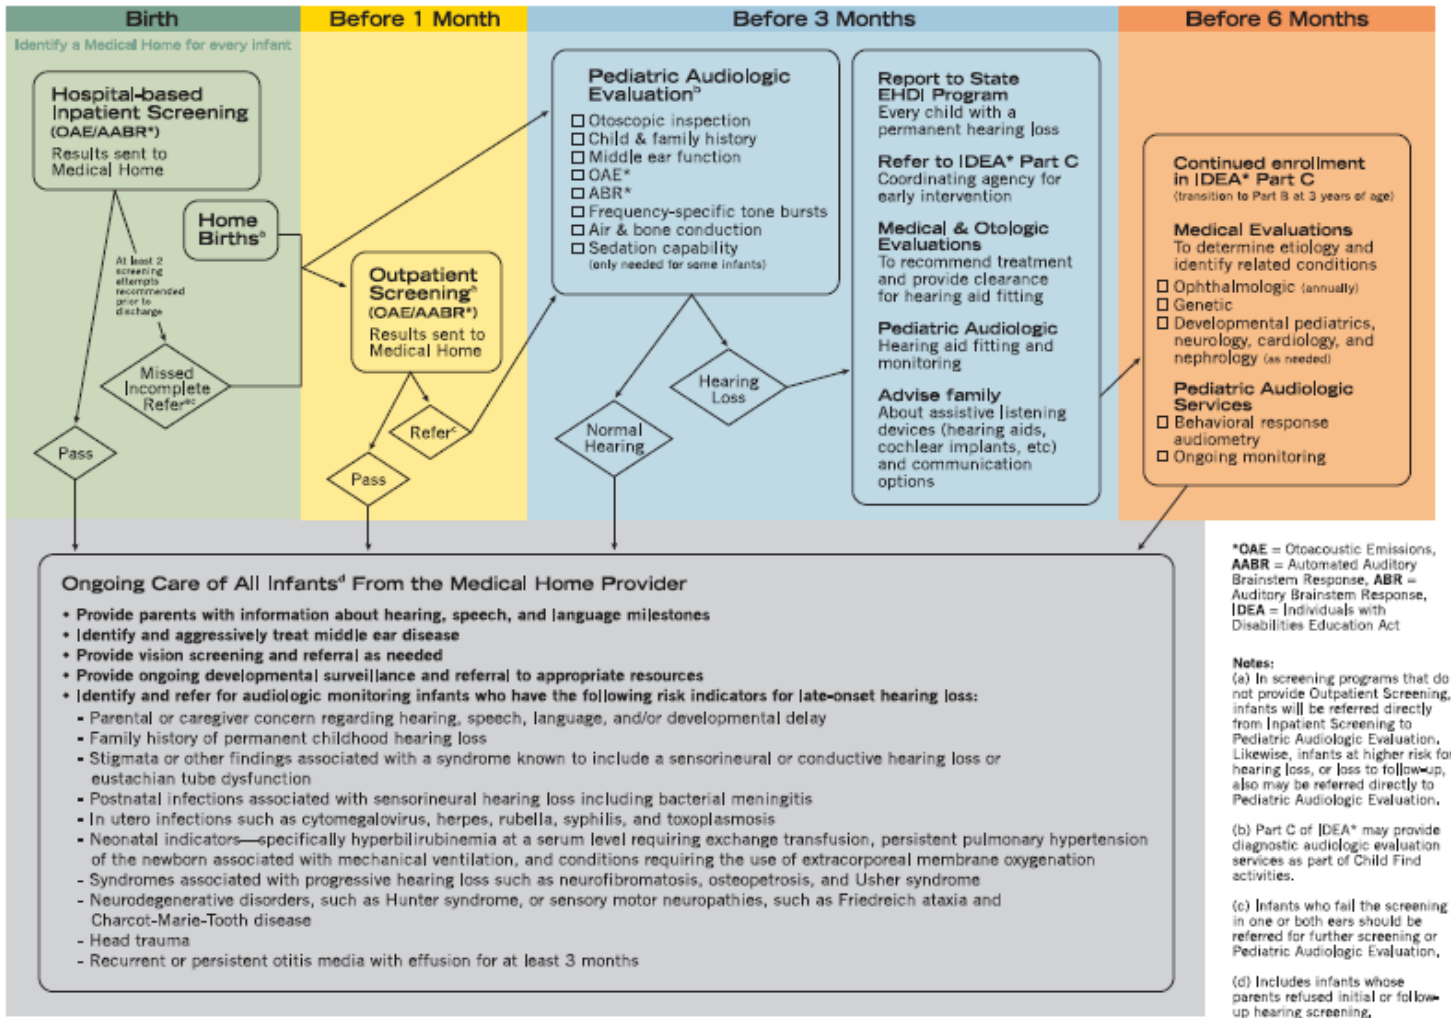 Birth
Before 1 Month
Before 3 Months
Before 6 Months
Identify a Medical Home for every infant
Hospital-based
Inpatient Screening
(OAE/AABR*)
Results sent to
Medical Home
Home
Births
At least 2
screening
attempts
recommended
prior to
discharge
Missed
Incomplete
Refer
Pass
Outpatient
Screening
(OAE/AABR*)
Results sent to
Medical Home
Referᶜ
Pass
Pediatric Audiologic
Evaluationᵇ
Otoscopic inspection
Child & family history
Middle ear function
OAE*
ABR*
Frequency-specific tone bursts
Air & bone conduction
Sedation capability
(only needed for some infants)
Hearing
Loss
Normal
Hearing
Report to State
EHDI Program
Every child with a
permanent hearing loss
Refer to IDEA* Part C
Coordinating agency for
early intervention
Medical & Otologic
Evaluations
To recommend treatment
and provide clearance
for hearing aid fitting
Pediatric Audiologic
Hearing aid fitting and
monitoring
Advise family
About assistive listening
devices (hearing aids,
cochlear implants, etc)
and communication
options
Continued enrollment
in IDEA* Part C
(transition to Part B at 3 years of age)
Medical Evaluations
To determine etiology and
identify related conditions
Ophthalmologic (annually)
Genetic
Developmental pediatrics,
neurology, cardiology, and
nephrology (as needed)
Pediatric Audiologic
Services
Behavioral response
audiometry
Ongoing monitoring
Ongoing Care of All Infantsᵈ From the Medical Home Provider
• Provide parents with information about hearing, speech, and language milestones
• Identify and aggressively treat middle ear disease
• Provide vision screening and referral as needed
• Provide ongoing developmental surveillance and referral to appropriate resources
• Identify and refer for audiologic monitoring infants who have the following risk indicators for late-onset hearing loss:
- Parental or caregiver concern regarding hearing, speech, language, and/or developmental delay
- Family history of permanent childhood hearing loss
- Stigmata or other findings associated with a syndrome known to include a sensorineural or conductive hearing loss or
eustachian tube dysfunction
- Postnatal infections associated with sensorineural hearing loss including bacterial meningitis
- In utero infections such as cytomegalovirus, herpes, rubella, syphilis, and toxoplasmosis
- Neonatal indicators—specifically hyperbilirubinemia at a serum level requiring exchange transfusion, persistent pulmonary hypertension
of the newborn associated with mechanical ventilation, and conditions requiring the use of extracorporeal membrane oxygenation
- Syndromes associated with progressive hearing loss such as neurofibromatosis, osteopetrosis, and Usher syndrome
- Neurodegenerative disorders, such as Hunter syndrome, or sensory motor neuropathies, such as Friedreich ataxia and
Charcot-Marie-Tooth disease
- Head trauma
- Recurrent or persistent otitis media with effusion for at least 3 months
*OAE = Otoacoustic Emissions,
AABR = Automated Auditory
Brainstem Response, ABR =
Auditory Brainstem Response,
IDEA = Individuals with
Disabilities Education Act
Notes:
(a) In screening programs that do
not provide Outpatient Screening,
infants will be referred directly
from Inpatient Screening to
Pediatric Audiologic Evaluation.
Likewise, infants at higher risk for
hearing loss, or loss to follow-up,
also may be referred directly to
Pediatric Audiologic Evaluation.
(b) Part C of IDEA* may provide
diagnostic audiologic evaluation
services as part of Child Find
activities.
(c) Infants who fail the screening
in one or both ears should be
referred for further screening or
Pediatric Audiologic Evaluation.
(d) Includes infants whose
parents refused initial or follow-
up hearing screening.